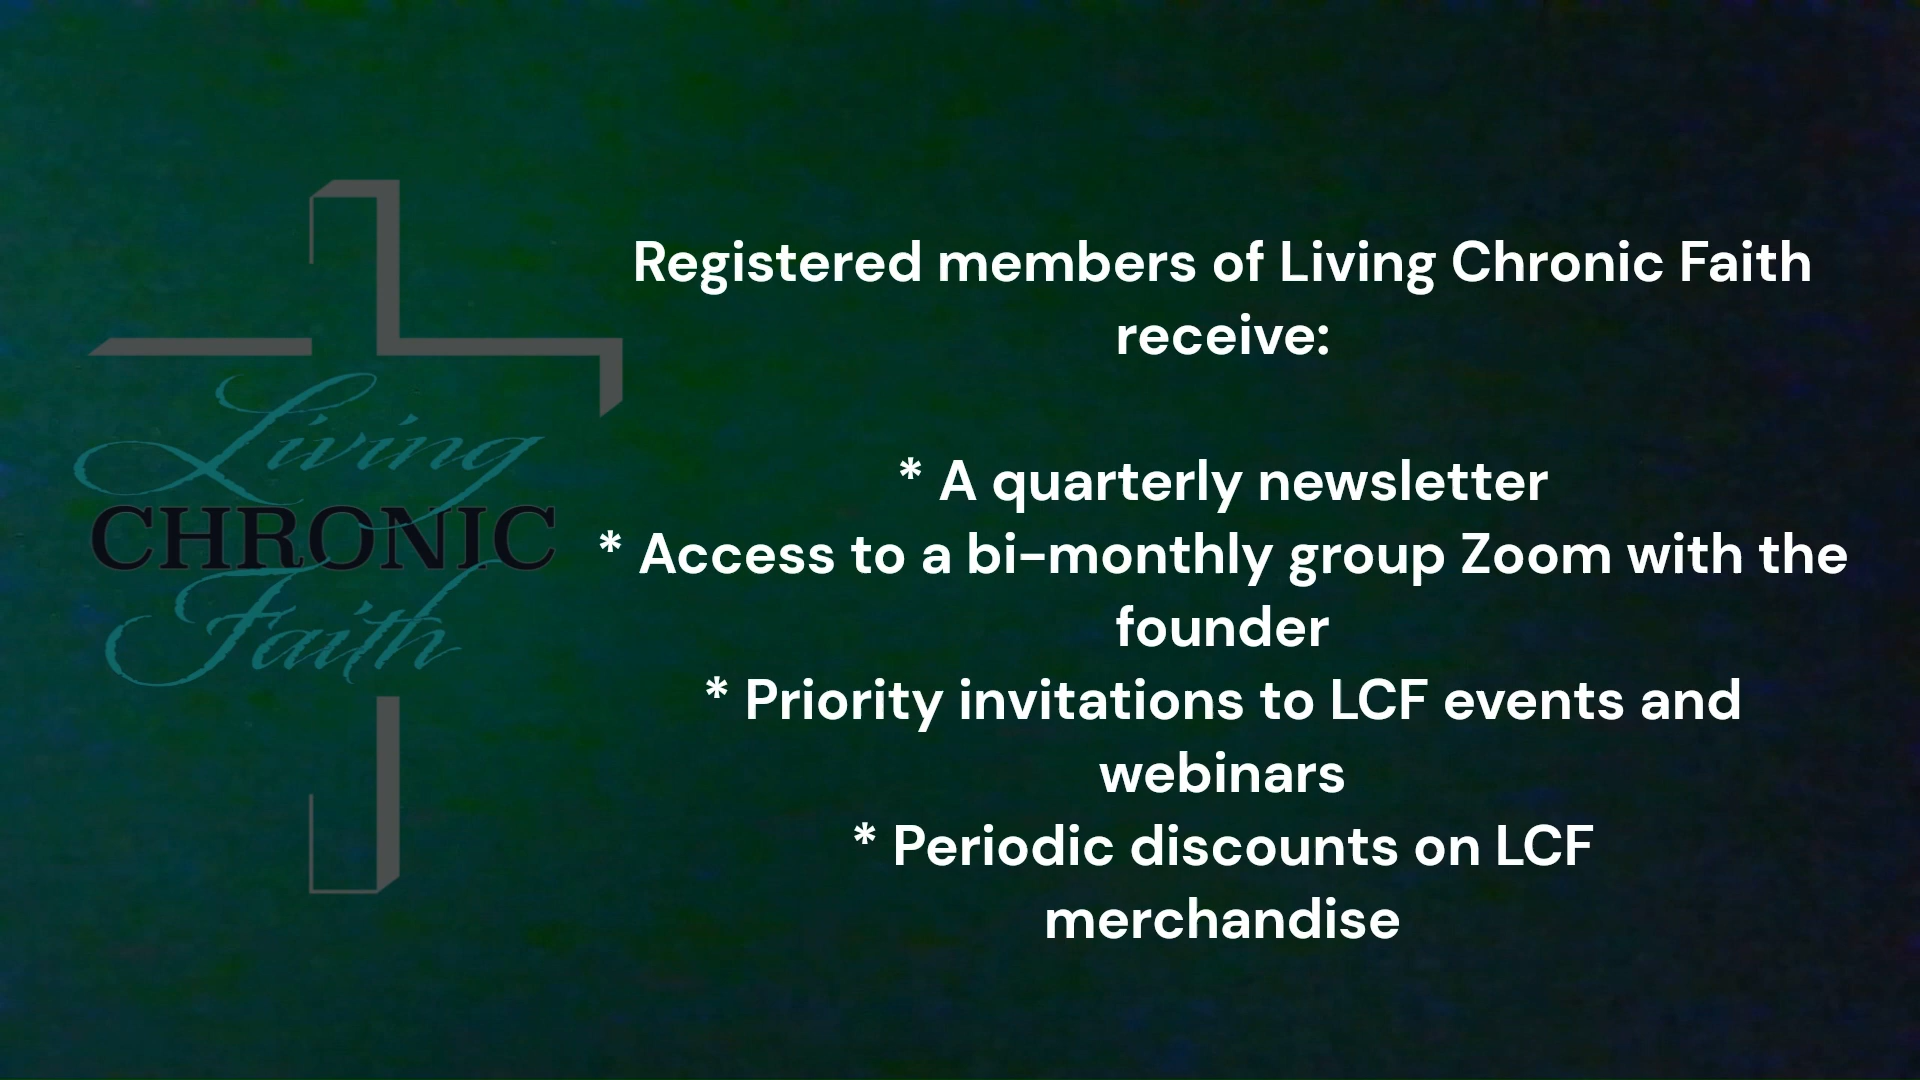 Living
CHRONIC
Faith
Registered members of Living Chronic Faith
receive:
* A quarterly newsletter
* Access to a bi-monthly group Zoom with the
founder
* Priority invitations to LCF events and
webinars
* Periodic discounts on LCF
merchandise